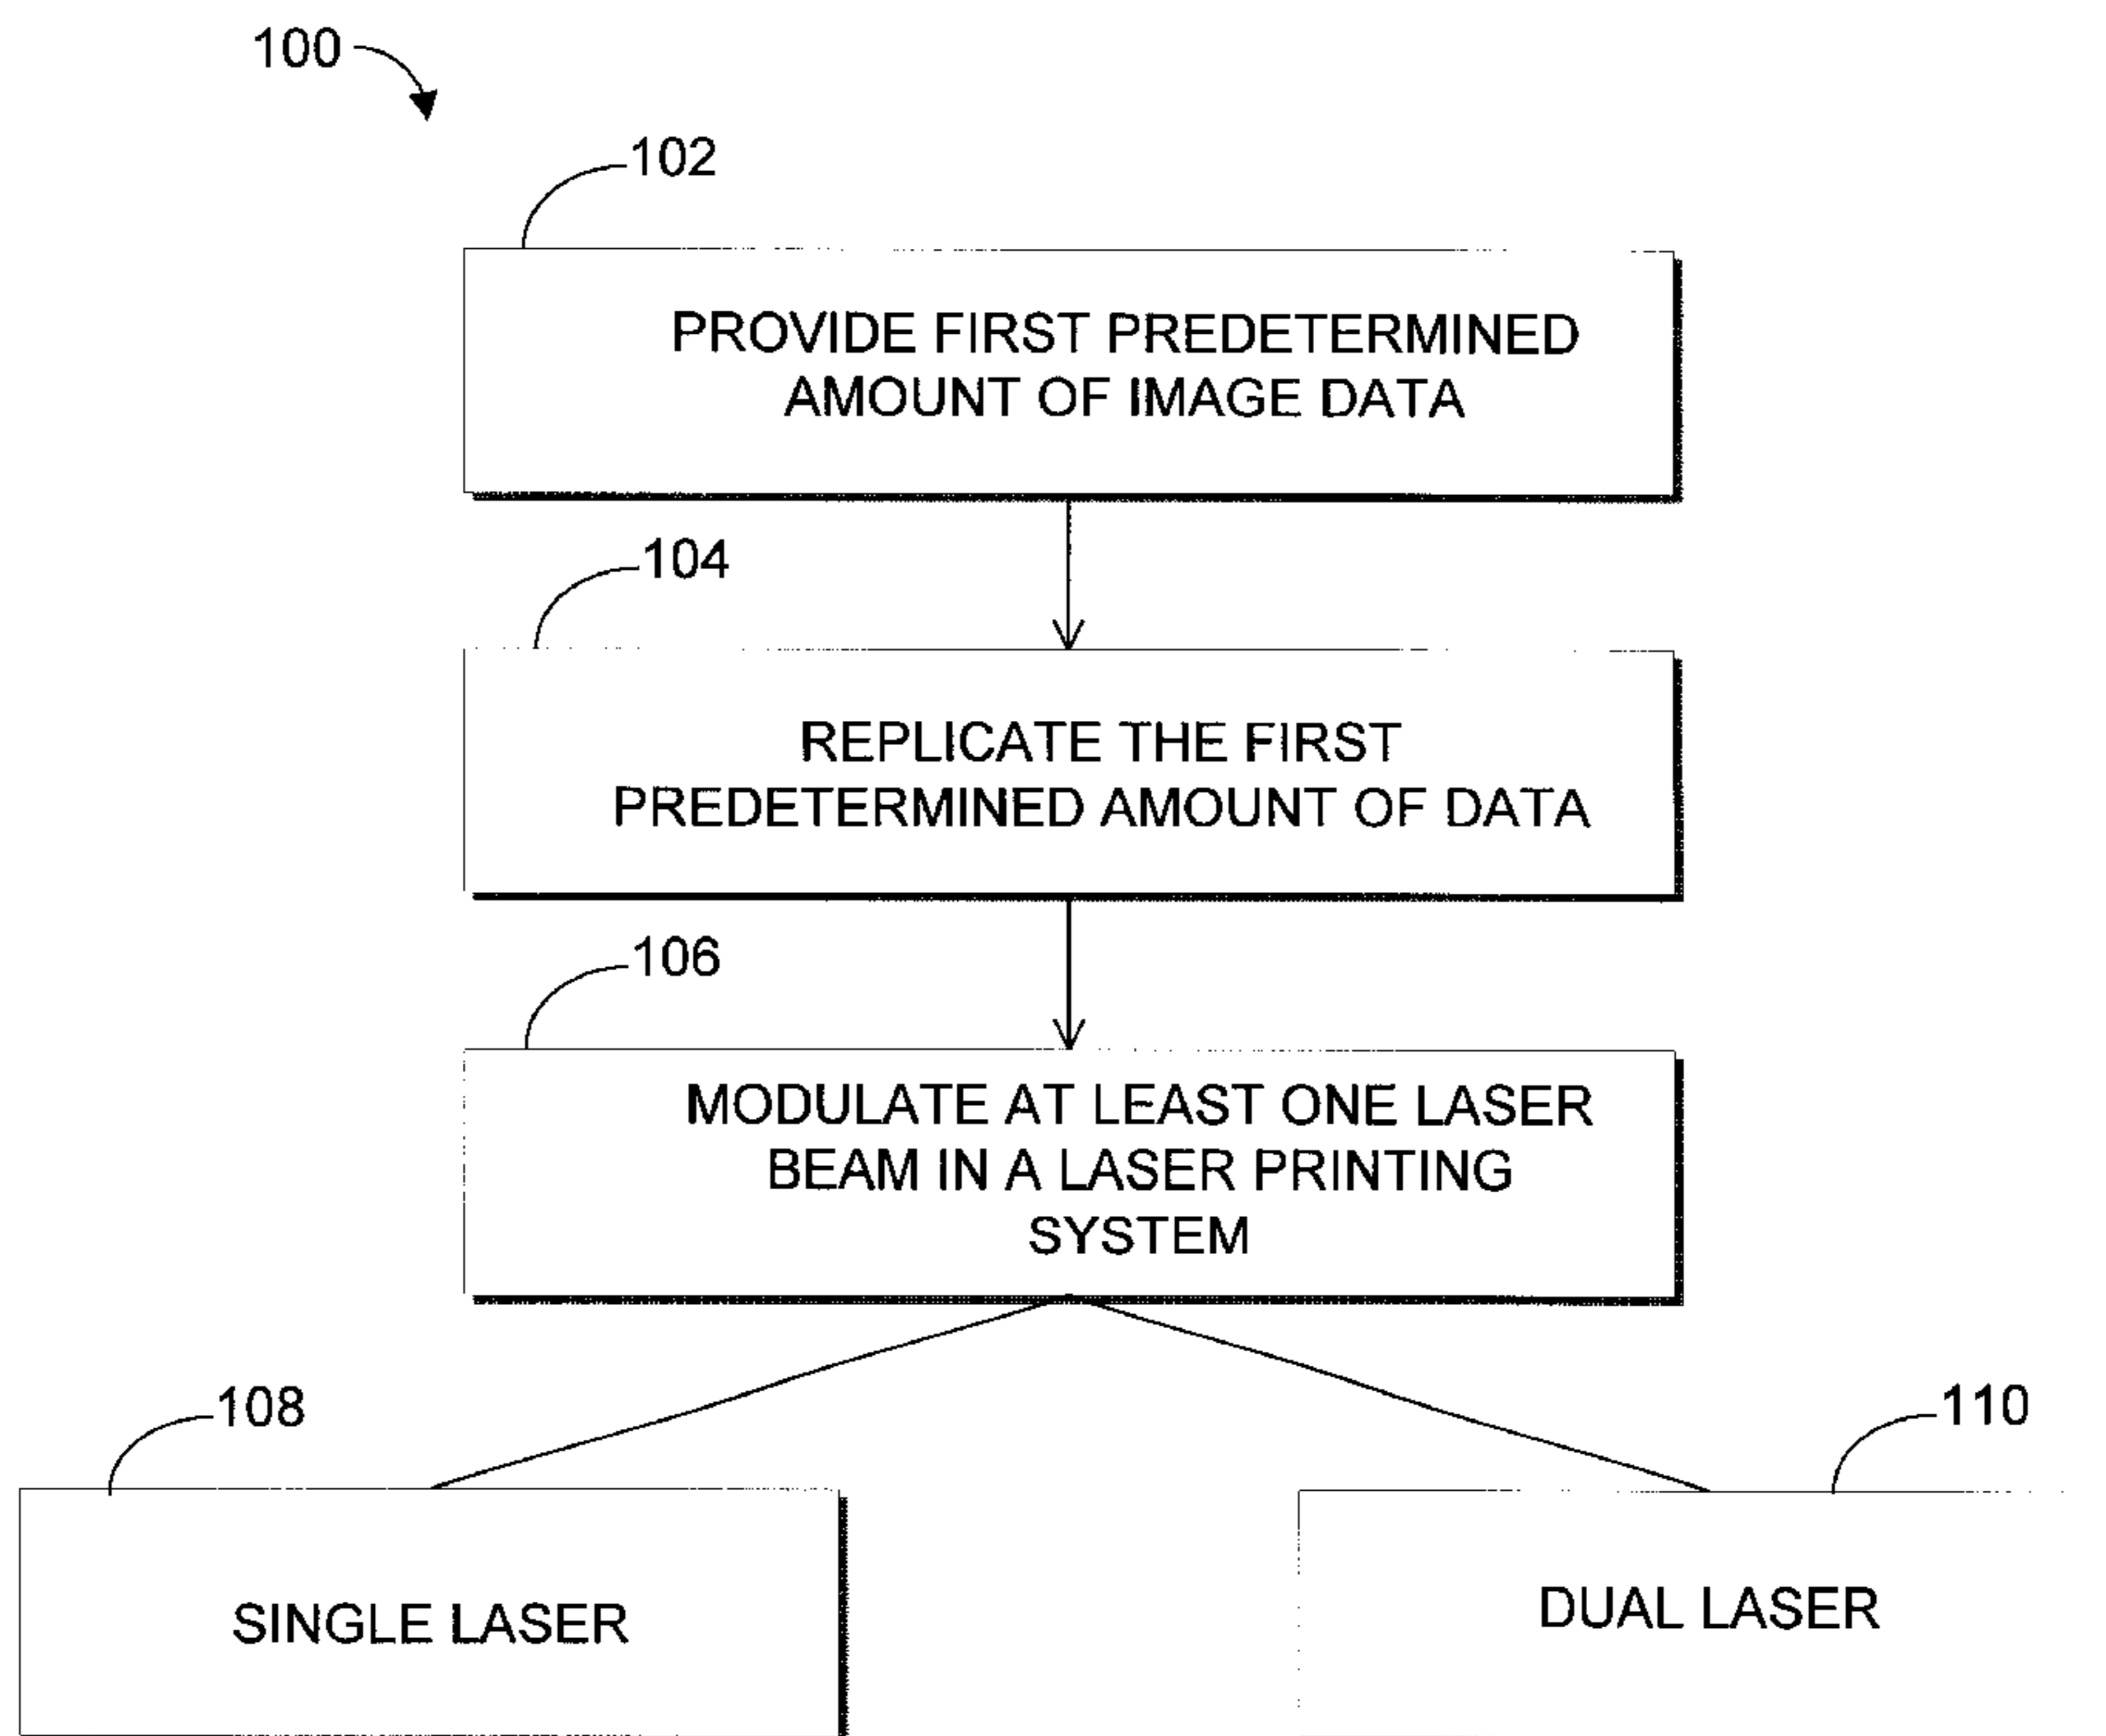 100
102
PROVIDE FIRST PREDETERMINED
AMOUNT OF IMAGE DATA
104
REPLICATE THE FIRST
PREDETERMINED AMOUNT OF DATA
106
MODULATE AT LEAST ONE LASER
BEAM IN A LASER PRINTING
SYSTEM
108
110
SINGLE LASER
DUAL LASER